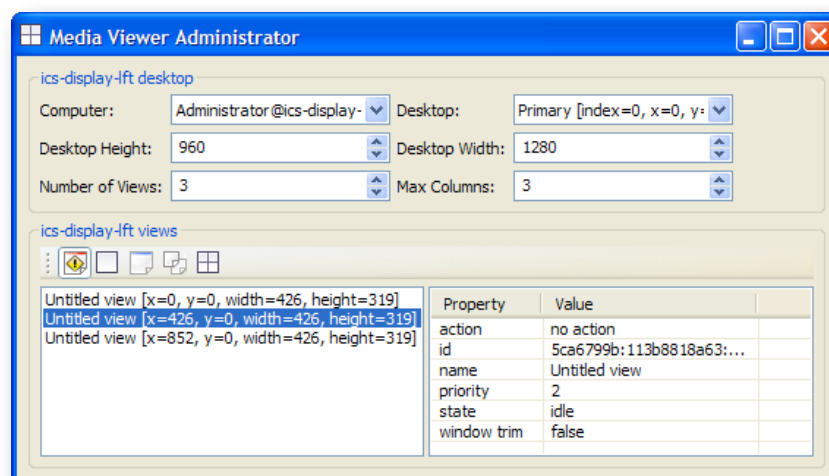 Media Viewer Administrator
ics-display-lft desktop
Computer: Administrator@ics-display- Desktop: Primary [index=0, x=0, y:
Desktop Height: 960 Desktop Width: 1280
Number of Views: 3 Max Columns: 3
ics-display-lft views
Untitled view [x=0, y=0, width=426, height=319]
Untitled view [x=426, y=0, width=426, height=319]
Untitled view [x=852, y=0, width=426, height=319]
Property Value
action no action
id 5ca6799b:113b8818a63:...
name Untitled view
priority 2
state idle
window trim false